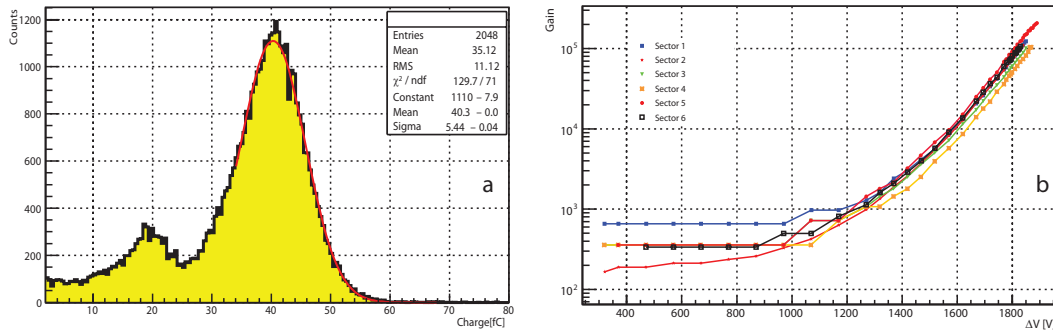 Counts
1200
1000
800
600
400
200
0
0
10
20
30
40
50
60
70
80
Charge[fC]
Entries 2048
Mean 35.12
RMS 11.12
χ² / ndf 129.7 / 71
Constant 1110 – 7.9
Mean 40.3 – 0.0
Sigma 5.44 – 0.04
a
Gain
10⁵
10⁴
10³
10²
Sector 1
Sector 2
Sector 3
Sector 4
Sector 5
Sector 6
b
400
600
800
1000
1200
1400
1600
1800
ΔV [V